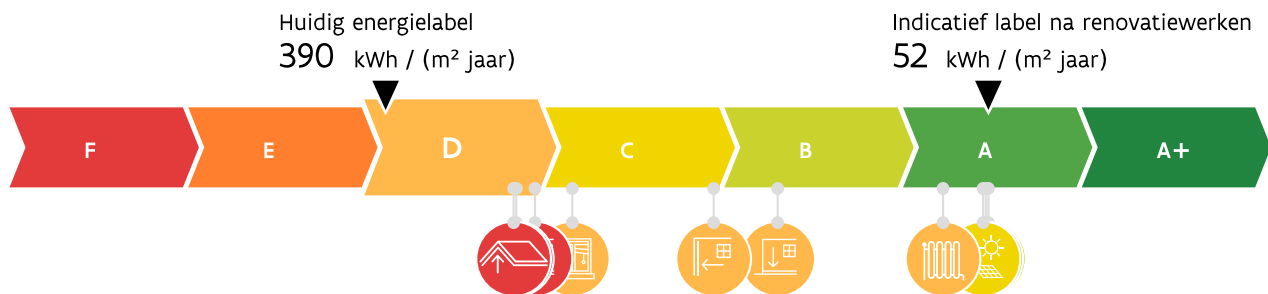 Huidig energielabel
390 kWh / (m² jaar)
Indicatief label na renovatiewerken
52 kWh / (m² jaar)
F
E
D
C
B
A
A+